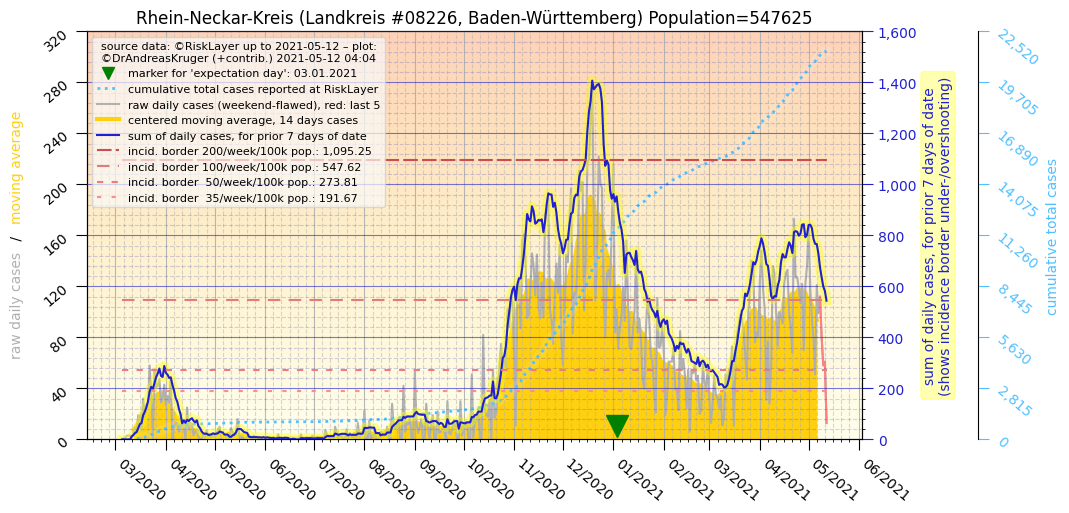 Rhein-Neckar-Kreis (Landkreis #08226, Baden-Württemberg) Population=547625
source data: ©RiskLayer up to 2021-05-12 – plot:
©DrAndreasKruger (+contrib.) 2021-05-12 04:04
marker for 'expectation day': 03.01.2021
cumulative total cases reported at RiskLayer
raw daily cases (weekend-flawed), red: last 5
centered moving average, 14 days cases
sum of daily cases, for prior 7 days of date
incid. border 200/week/100k pop.: 1,095.25
incid. border 100/week/100k pop.: 547.62
incid. border  50/week/100k pop.: 273.81
incid. border  35/week/100k pop.: 191.67
raw daily cases  /  moving average
320
280
240
200
160
120
80
40
0
03/2020
04/2020
05/2020
06/2020
07/2020
08/2020
09/2020
10/2020
11/2020
12/2020
01/2021
02/2021
03/2021
04/2021
05/2021
06/2021
1,600
1,400
1,200
1,000
800
600
400
200
0
sum of daily cases, for prior 7 days of date
(shows incidence border under-/overshooting)
22,520
19,705
16,890
14,075
11,260
8,445
5,630
2,815
0
cumulative total cases